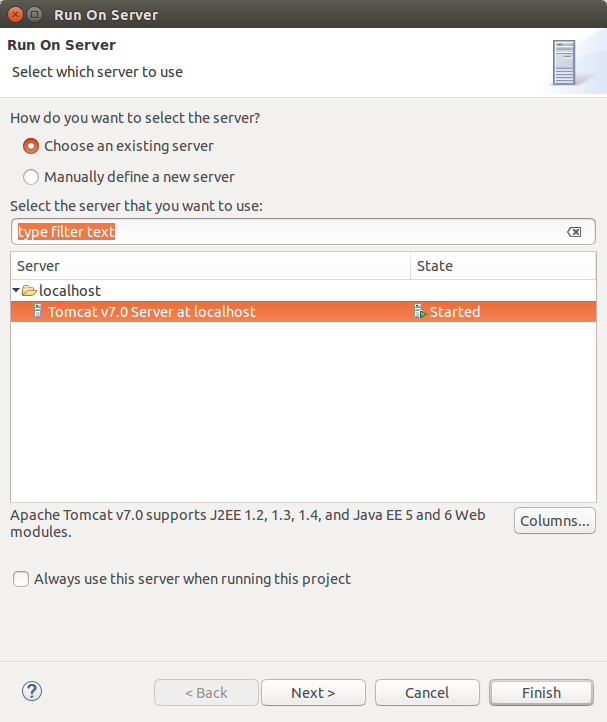 Run On Server
Run On Server
Select which server to use
How do you want to select the server?
Choose an existing server
Manually define a new server
Select the server that you want to use:
type filter text
Server State
localhost
Tomcat v7.0 Server at localhost Started
Apache Tomcat v7.0 supports J2EE 1.2, 1.3, 1.4, and Java EE 5 and 6 Web
modules.
Columns...
Always use this server when running this project
? < Back Next > Cancel Finish